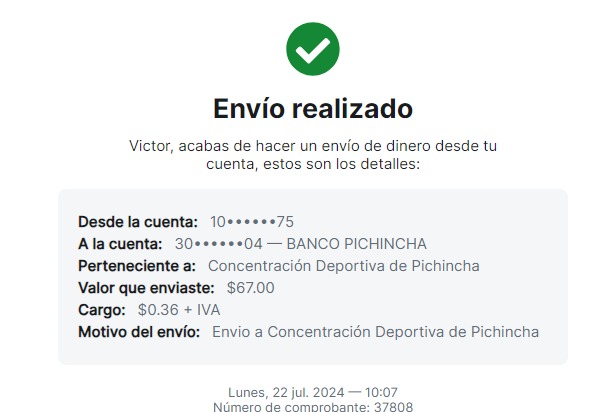 Envío realizado
Victor, acabas de hacer un envío de dinero desde tu
cuenta, estos son los detalles:
Desde la cuenta: 10••••••75
A la cuenta: 30••••••04 — BANCO PICHINCHA
Perteneciente a: Concentración Deportiva de Pichincha
Valor que enviaste: $67.00
Cargo: $0.36 + IVA
Motivo del envío: Envio a Concentración Deportiva de Pichincha
Lunes, 22 jul. 2024 — 10:07
Número de comprobante: 37808